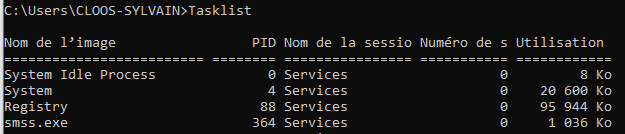 C:\Users\CLOOS-SYLVAIN>Tasklist
Nom de l’image                 PID Nom de la sessio Numéro de s Utilisation
========================= ======== ================ =========== ============
System Idle Process              0 Services                   0         8 Ko
System                           4 Services                   0    20 600 Ko
Registry                        88 Services                   0    95 944 Ko
smss.exe                       364 Services                   0     1 036 Ko